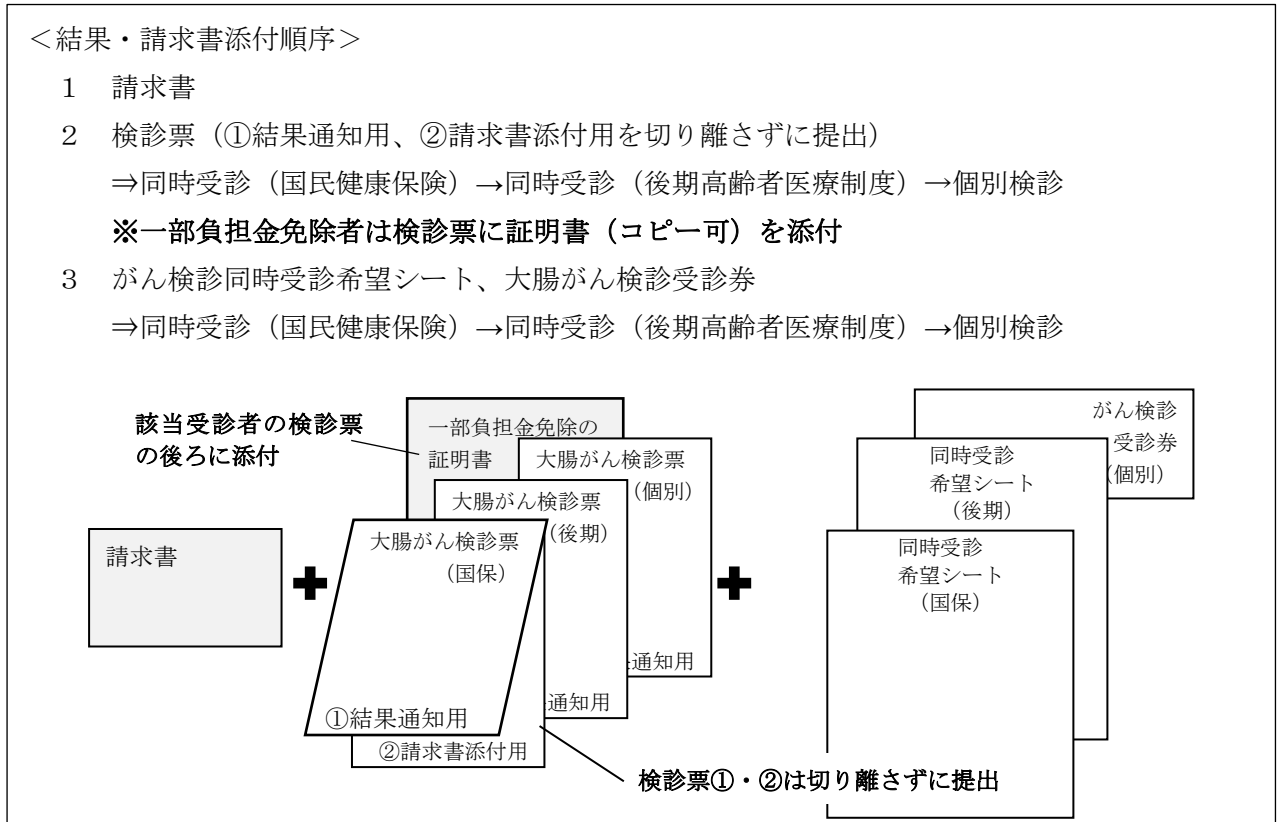 ＜結果・請求書添付順序＞
１　請求書
２　検診票（①結果通知用、②請求書添付用を切り離さずに提出）
⇒同時受診（国民健康保険）→同時受診（後期高齢者医療制度）→個別検診
※一部負担金免除者は検診票に証明書（コピー可）を添付
３　がん検診同時受診希望シート、大腸がん検診受診券
⇒同時受診（国民健康保険）→同時受診（後期高齢者医療制度）→個別検診
該当受診者の検診票
の後ろに添付
一部負担金免除の
証明書
大腸がん検診票
（個別）
通知用
大腸がん検診票
（後期）
通知用
大腸がん検診票
（国保）
①結果通知用
②請求書添付用
請求書
がん検診
受診券
（個別）
同時受診
希望シート
（後期）
同時受診
希望シート
（国保）
検診票①・②は切り離さずに提出